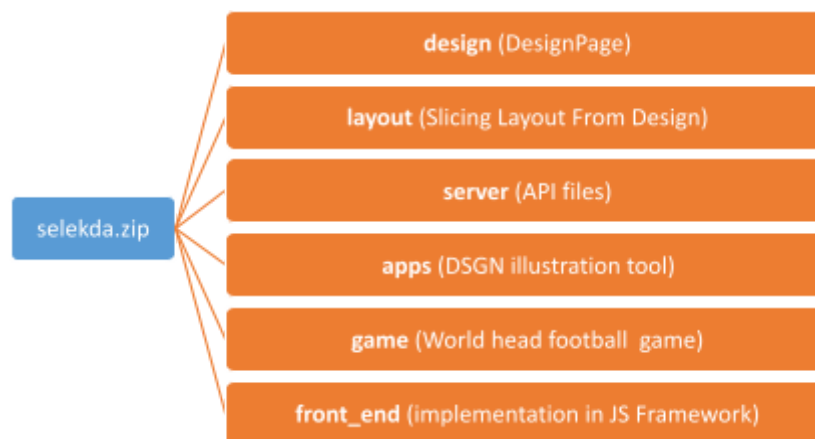 design (DesignPage)
layout (Slicing Layout From Design)
server (API files)
selekda.zip
apps (DSGN illustration tool)
game (World head football  game)
front_end (implementation in JS Framework)